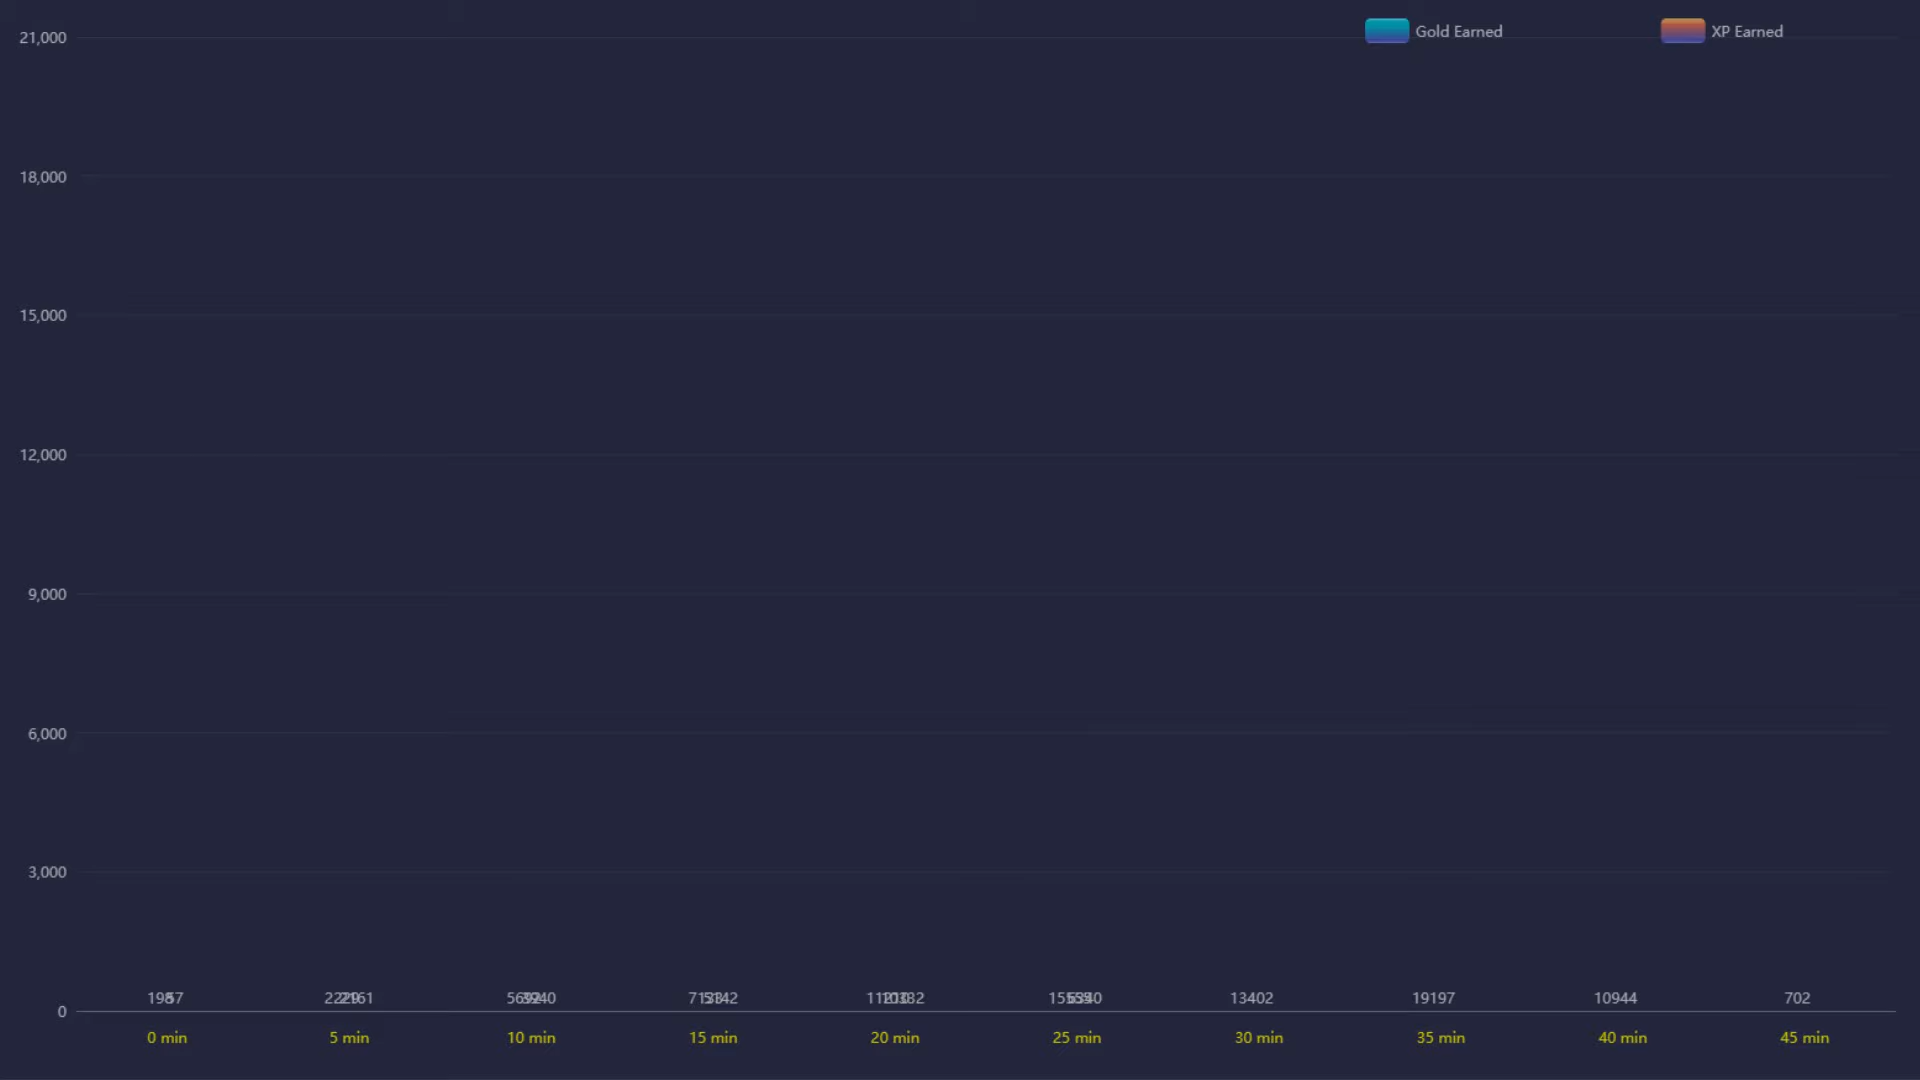 Gold Earned XP Earned
21,000
18,000
15,000
12,000
9,000
6,000
3,000
0
13402 19197 10944 702
0 min 5 min 10 min 15 min 20 min 25 min 30 min 35 min 40 min 45 min